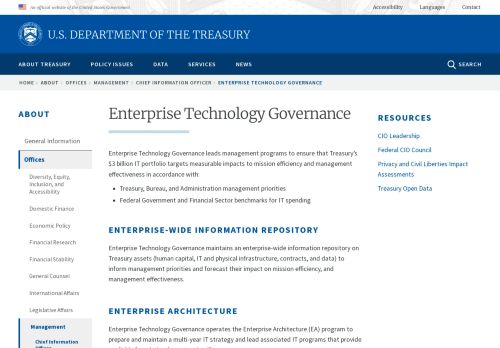 An official website of the United States Government
Accessibility Languages Contact
U.S. DEPARTMENT OF THE TREASURY
ABOUT TREASURY POLICY ISSUES DATA SERVICES NEWS SEARCH
HOME ABOUT OFFICES MANAGEMENT CHIEF INFORMATION OFFICER ENTERPRISE TECHNOLOGY GOVERNANCE
ABOUT
General Information
Offices
Diversity, Equity,
Inclusion, and
Accessibility
Domestic Finance
Economic Policy
Financial Research
Financial Stability
General Counsel
International Affairs
Legislative Affairs
Management
Chief Information
Enterprise Technology Governance
Enterprise Technology Governance leads management programs to ensure that Treasury's
$3 billion IT portfolio targets measurable impacts to mission efficiency and management
effectiveness in accordance with:
• Treasury, Bureau, and Administration management priorities
• Federal Government and Financial Sector benchmarks for IT spending
ENTERPRISE-WIDE INFORMATION REPOSITORY
Enterprise Technology Governance maintains an enterprise-wide information repository on
Treasury assets (human capital, IT and physical infrastructure, contracts, and data) to
inform management priorities and forecast their impact on mission efficiency, and
management effectiveness.
ENTERPRISE ARCHITECTURE
Enterprise Technology Governance operates the Enterprise Architecture (EA) program to
prepare and maintain a multi-year IT strategy and lead associated IT programs that provide
RESOURCES
CIO Leadership
Federal CIO Council
Privacy and Civil Liberties Impact
Assessments
Treasury Open Data